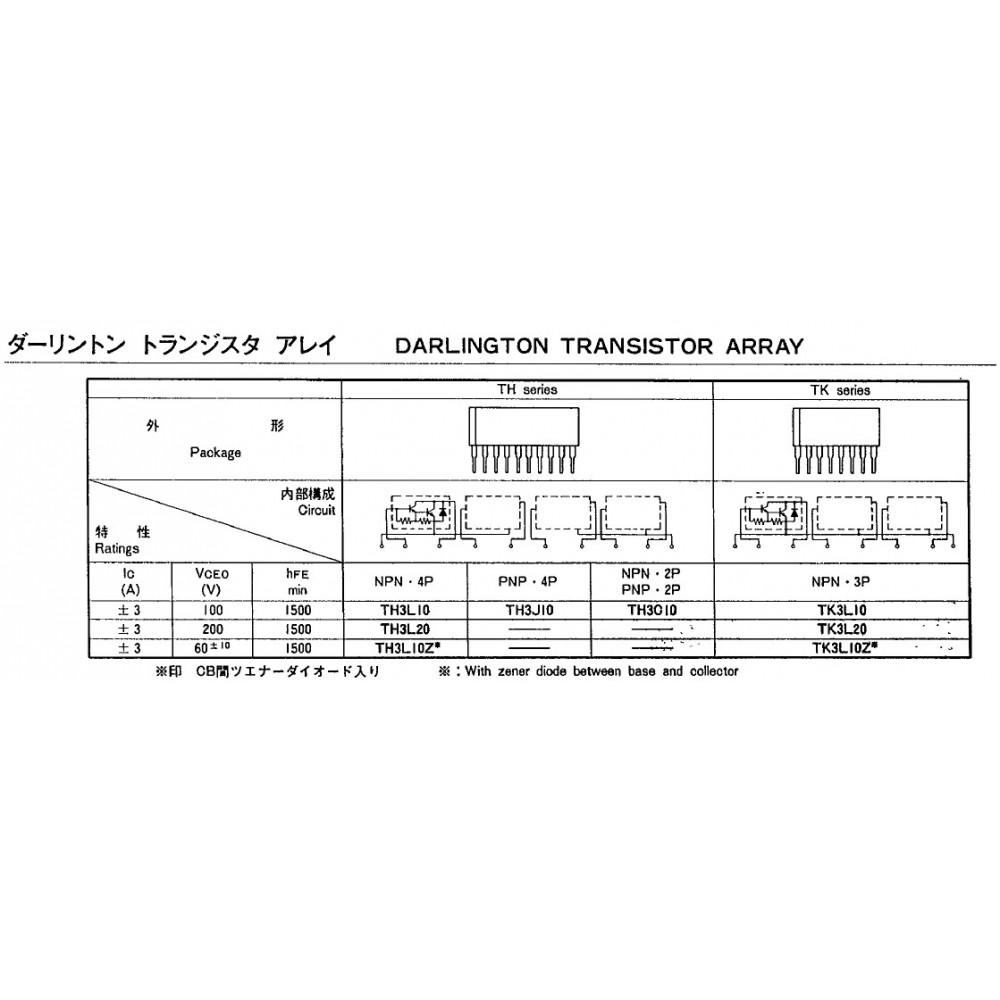 ダーリントン トランジスタ アレイ DARLINGTON TRANSISTOR ARRAY
TH series TK series
外 形
Package
内部構成
Circuit
特 性
Ratings
IC (A) VCEO (V) hFE min NPN・4P PNP・4P NPN・2P PNP・2P NPN・3P
±3 100 1500 TH3L10 TH3J10 TH3C10 TK3L10
±3 200 1500 TH3L20 —— —— TK3L20
±3 60±10 1500 TH3L10Z* —— —— TK3L10Z*
※印 CB間ツエナーダイオード入り ※：With zener diode between base and collector